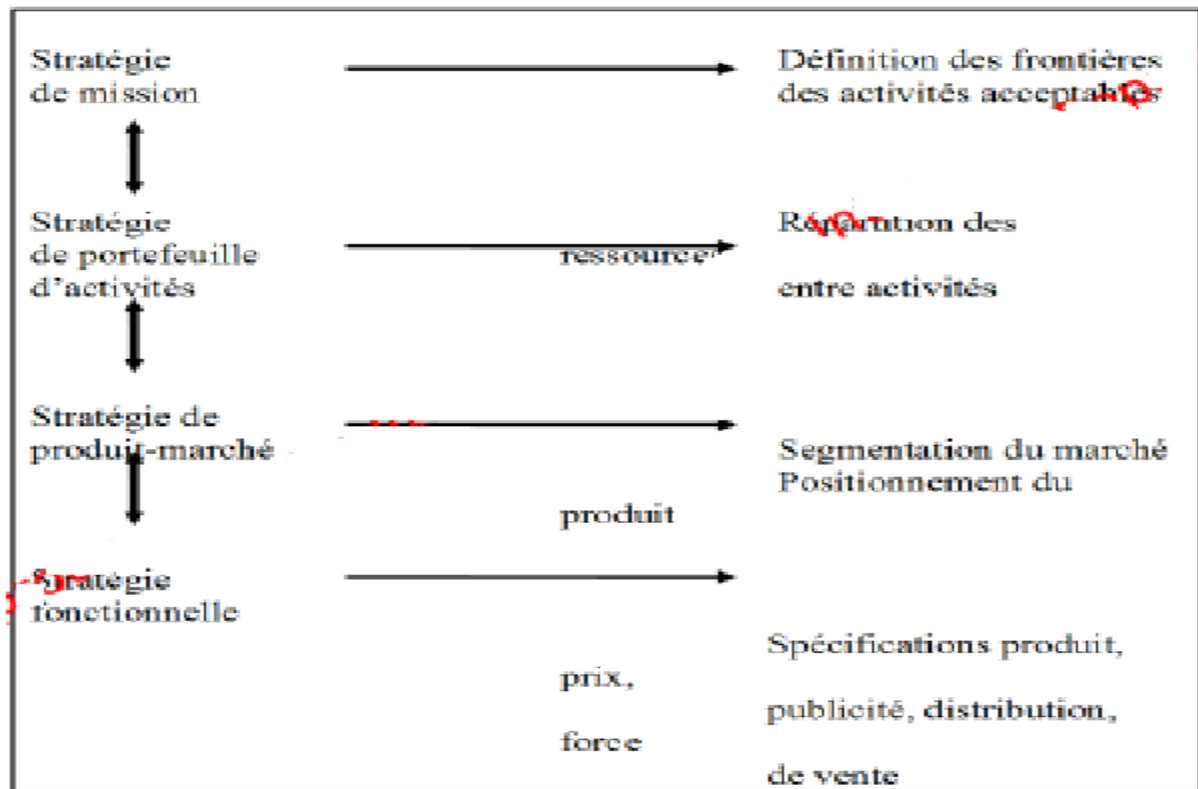 Stratégie
de mission
Définition des frontières
des activités acceptables
Stratégie
de portefeuille
d'activités
Répartition des
ressource
entre activités
Stratégie de
produit-marché
Segmentation du marché
Positionnement du
produit
Stratégie
fonctionnelle
Spécifications produit,
prix,
publicité, distribution,
force
de vente